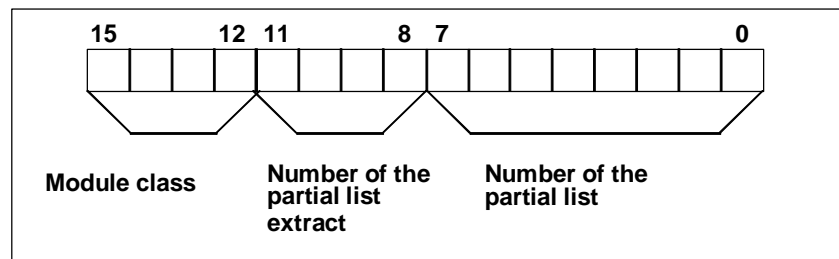 15 12 11 8 7 0
Module class
Number of the
partial list
extract
Number of the
partial list